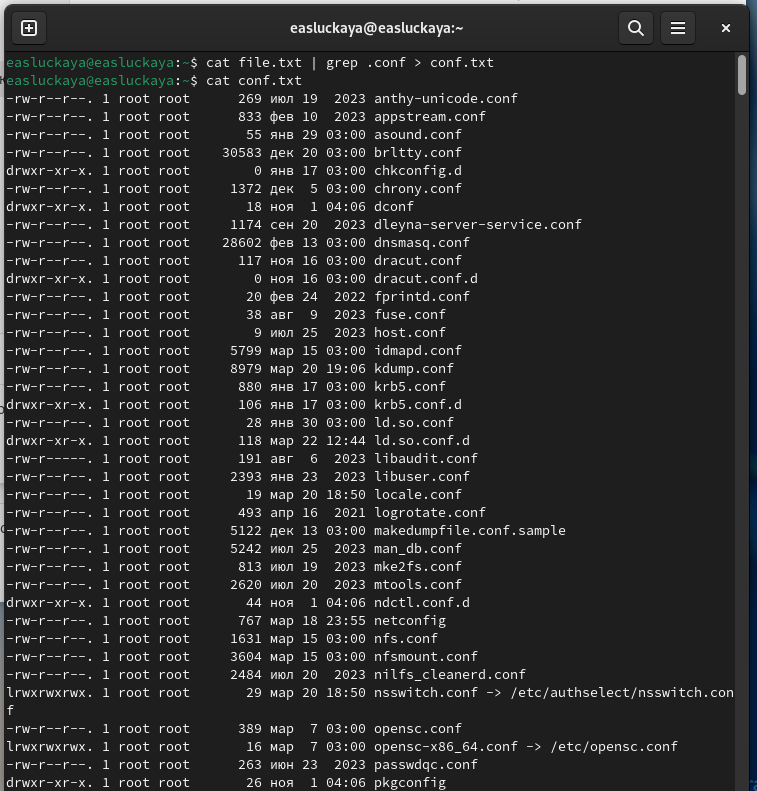 easluckaya@easluckaya:~
easluckaya@easluckaya:~$ cat file.txt | grep .conf > conf.txt
easluckaya@easluckaya:~$ cat conf.txt
-rw-r--r--. 1 root root      269 июл 19  2023 anthy-unicode.conf
-rw-r--r--. 1 root root      833 фев 10  2023 appstream.conf
-rw-r--r--. 1 root root       55 янв 29 03:00 asound.conf
-rw-r--r--. 1 root root    30583 дек 20 03:00 brltty.conf
drwxr-xr-x. 1 root root        0 янв 17 03:00 chkconfig.d
-rw-r--r--. 1 root root     1372 дек  5 03:00 chrony.conf
drwxr-xr-x. 1 root root       18 ноя  1 04:06 dconf
-rw-r--r--. 1 root root     1174 сен 20  2023 dleyna-server-service.conf
-rw-r--r--. 1 root root    28602 фев 13 03:00 dnsmasq.conf
-rw-r--r--. 1 root root      117 ноя 16 03:00 dracut.conf
drwxr-xr-x. 1 root root        0 ноя 16 03:00 dracut.conf.d
-rw-r--r--. 1 root root       20 фев 24  2022 fprintd.conf
-rw-r--r--. 1 root root       38 авг  9  2023 fuse.conf
-rw-r--r--. 1 root root        9 июл 25  2023 host.conf
-rw-r--r--. 1 root root     5799 мар 15 03:00 idmapd.conf
-rw-r--r--. 1 root root     8979 мар 20 19:06 kdump.conf
-rw-r--r--. 1 root root      880 янв 17 03:00 krb5.conf
drwxr-xr-x. 1 root root      106 янв 17 03:00 krb5.conf.d
-rw-r--r--. 1 root root       28 янв 30 03:00 ld.so.conf
drwxr-xr-x. 1 root root      118 мар 22 12:44 ld.so.conf.d
-rw-r-----. 1 root root      191 авг  6  2023 libaudit.conf
-rw-r--r--. 1 root root     2393 янв 23  2023 libuser.conf
-rw-r--r--. 1 root root       19 мар 20 18:50 locale.conf
-rw-r--r--. 1 root root      493 апр 16  2021 logrotate.conf
-rw-r--r--. 1 root root     5122 дек 13 03:00 makedumpfile.conf.sample
-rw-r--r--. 1 root root     5242 июл 25  2023 man_db.conf
-rw-r--r--. 1 root root      813 июл 19  2023 mke2fs.conf
-rw-r--r--. 1 root root     2620 июл 20  2023 mtools.conf
drwxr-xr-x. 1 root root       44 ноя  1 04:06 ndctl.conf.d
-rw-r--r--. 1 root root      767 мар 18 23:55 netconfig
-rw-r--r--. 1 root root     1631 мар 15 03:00 nfs.conf
-rw-r--r--. 1 root root     3604 мар 15 03:00 nfsmount.conf
-rw-r--r--. 1 root root     2484 июл 20  2023 nilfs_cleanerd.conf
lrwxrwxrwx. 1 root root       29 мар 20 18:50 nsswitch.conf -> /etc/authselect/nsswitch.con
f
-rw-r--r--. 1 root root      389 мар  7 03:00 opensc.conf
lrwxrwxrwx. 1 root root       16 мар  7 03:00 opensc-x86_64.conf -> /etc/opensc.conf
-rw-r--r--. 1 root root      263 июн 23  2023 passwdqc.conf
drwxr-xr-x. 1 root root       26 ноя  1 04:06 pkgconfig